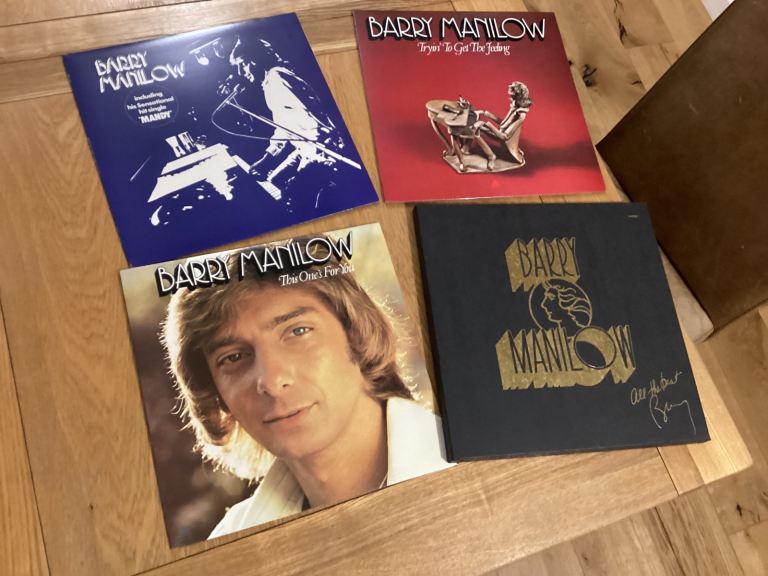 BARRY
MANILOW
including
his Sensational
hit single
"MANDY"
BARRY MANILOW
Tryin' To Get The Feeling
BARRY MANILOW
This One's For You
BARRY
MANILOW
All the Best
Barry